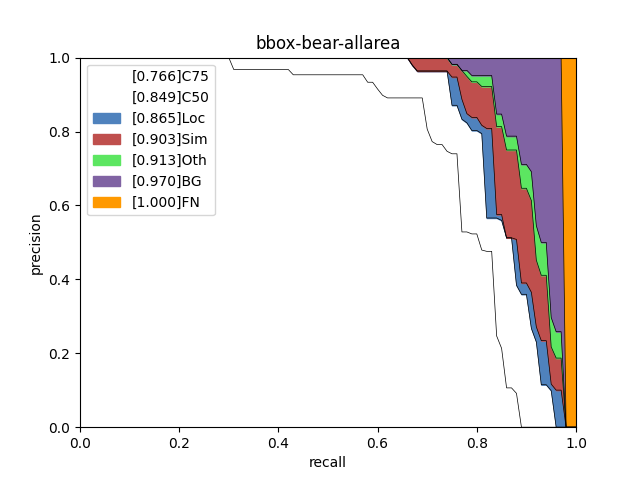 bbox-bear-allarea
[0.766]C75
[0.849]C50
[0.865]Loc
[0.903]Sim
[0.913]Oth
[0.970]BG
[1.000]FN
precision
1.0
0.8
0.6
0.4
0.2
0.0
0.0 0.2 0.4 0.6 0.8 1.0
recall